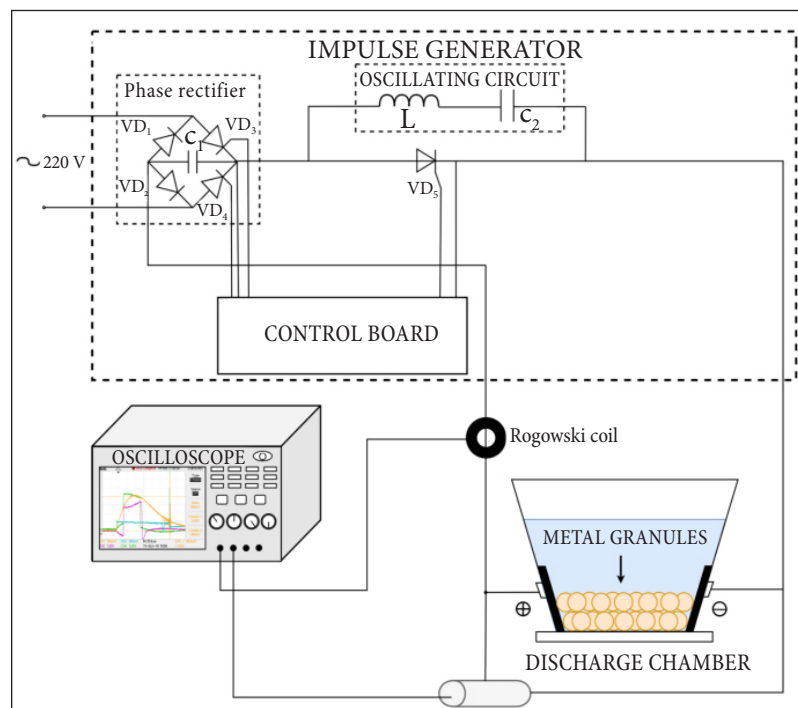 IMPULSE GENERATOR
OSCILLATING CIRCUIT
Phase rectifier
VD₁
C₁
VD₃
L
C₂
~ 220 V
VD₂
VD₄
VD₅
CONTROL BOARD
Rogowski coil
OSCILLOSCOPE
METAL GRANULES
⊕
⊖
DISCHARGE CHAMBER